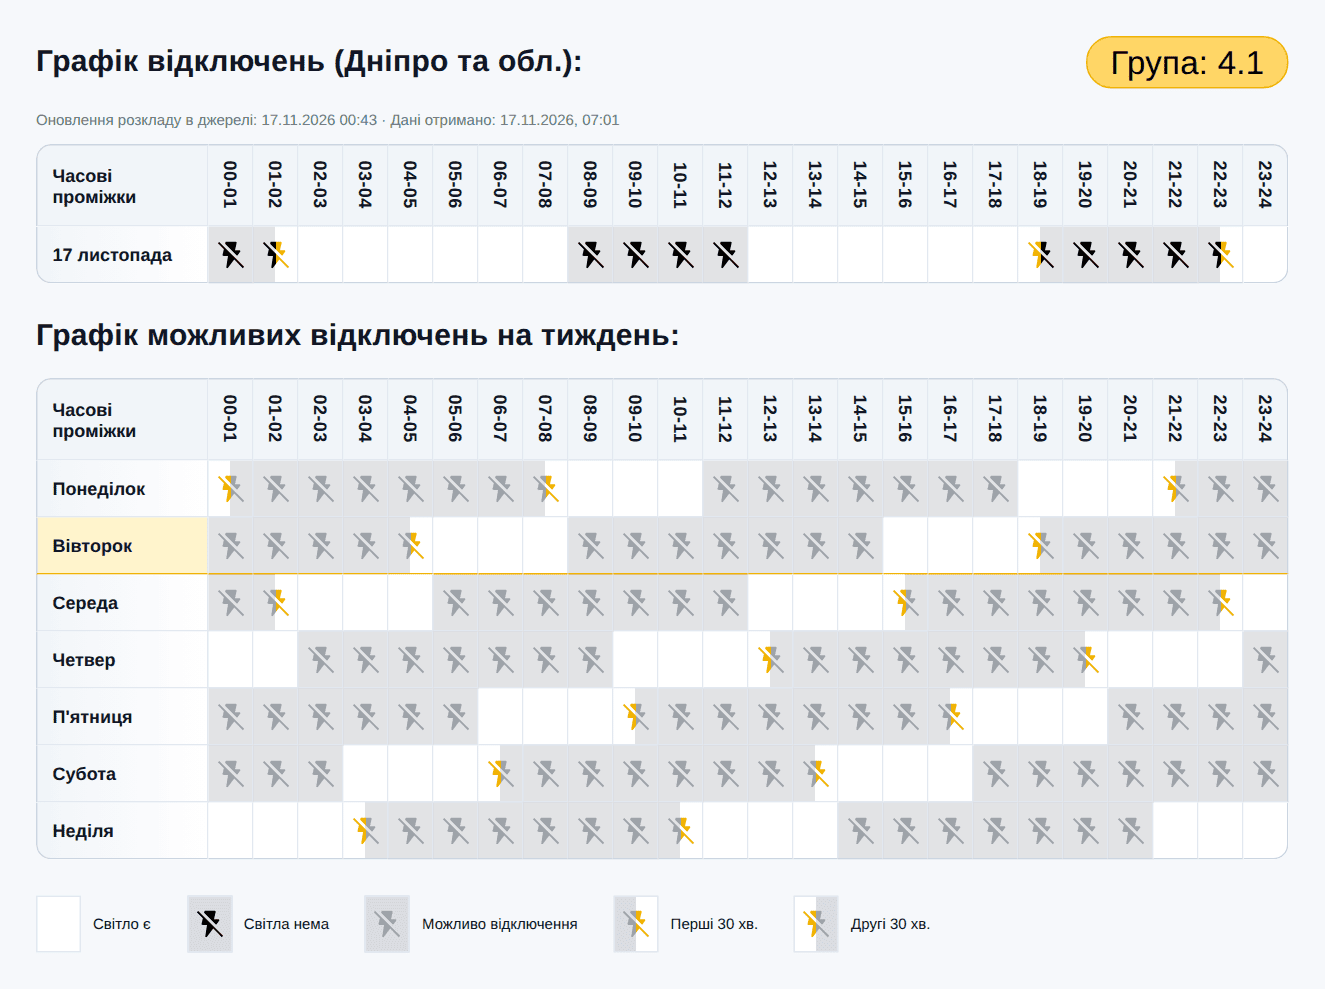 Графік відключень (Дніпро та обл.):
Група: 4.1
Оновлення розкладу в джерелі: 17.11.2026 00:43 · Дані отримано: 17.11.2026, 07:01
Часові
проміжки
00-01 01-02 02-03 03-04 04-05 05-06 06-07 07-08 08-09 09-10 10-11 11-12 12-13 13-14 14-15 15-16 16-17 17-18 18-19 19-20 20-21 21-22 22-23 23-24
17 листопада
Графік можливих відключень на тиждень:
Часові
проміжки
00-01 01-02 02-03 03-04 04-05 05-06 06-07 07-08 08-09 09-10 10-11 11-12 12-13 13-14 14-15 15-16 16-17 17-18 18-19 19-20 20-21 21-22 22-23 23-24
Понеділок
Вівторок
Середа
Четвер
П'ятниця
Субота
Неділя
Світло є
Світла нема
Можливо відключення
Перші 30 хв.
Другі 30 хв.